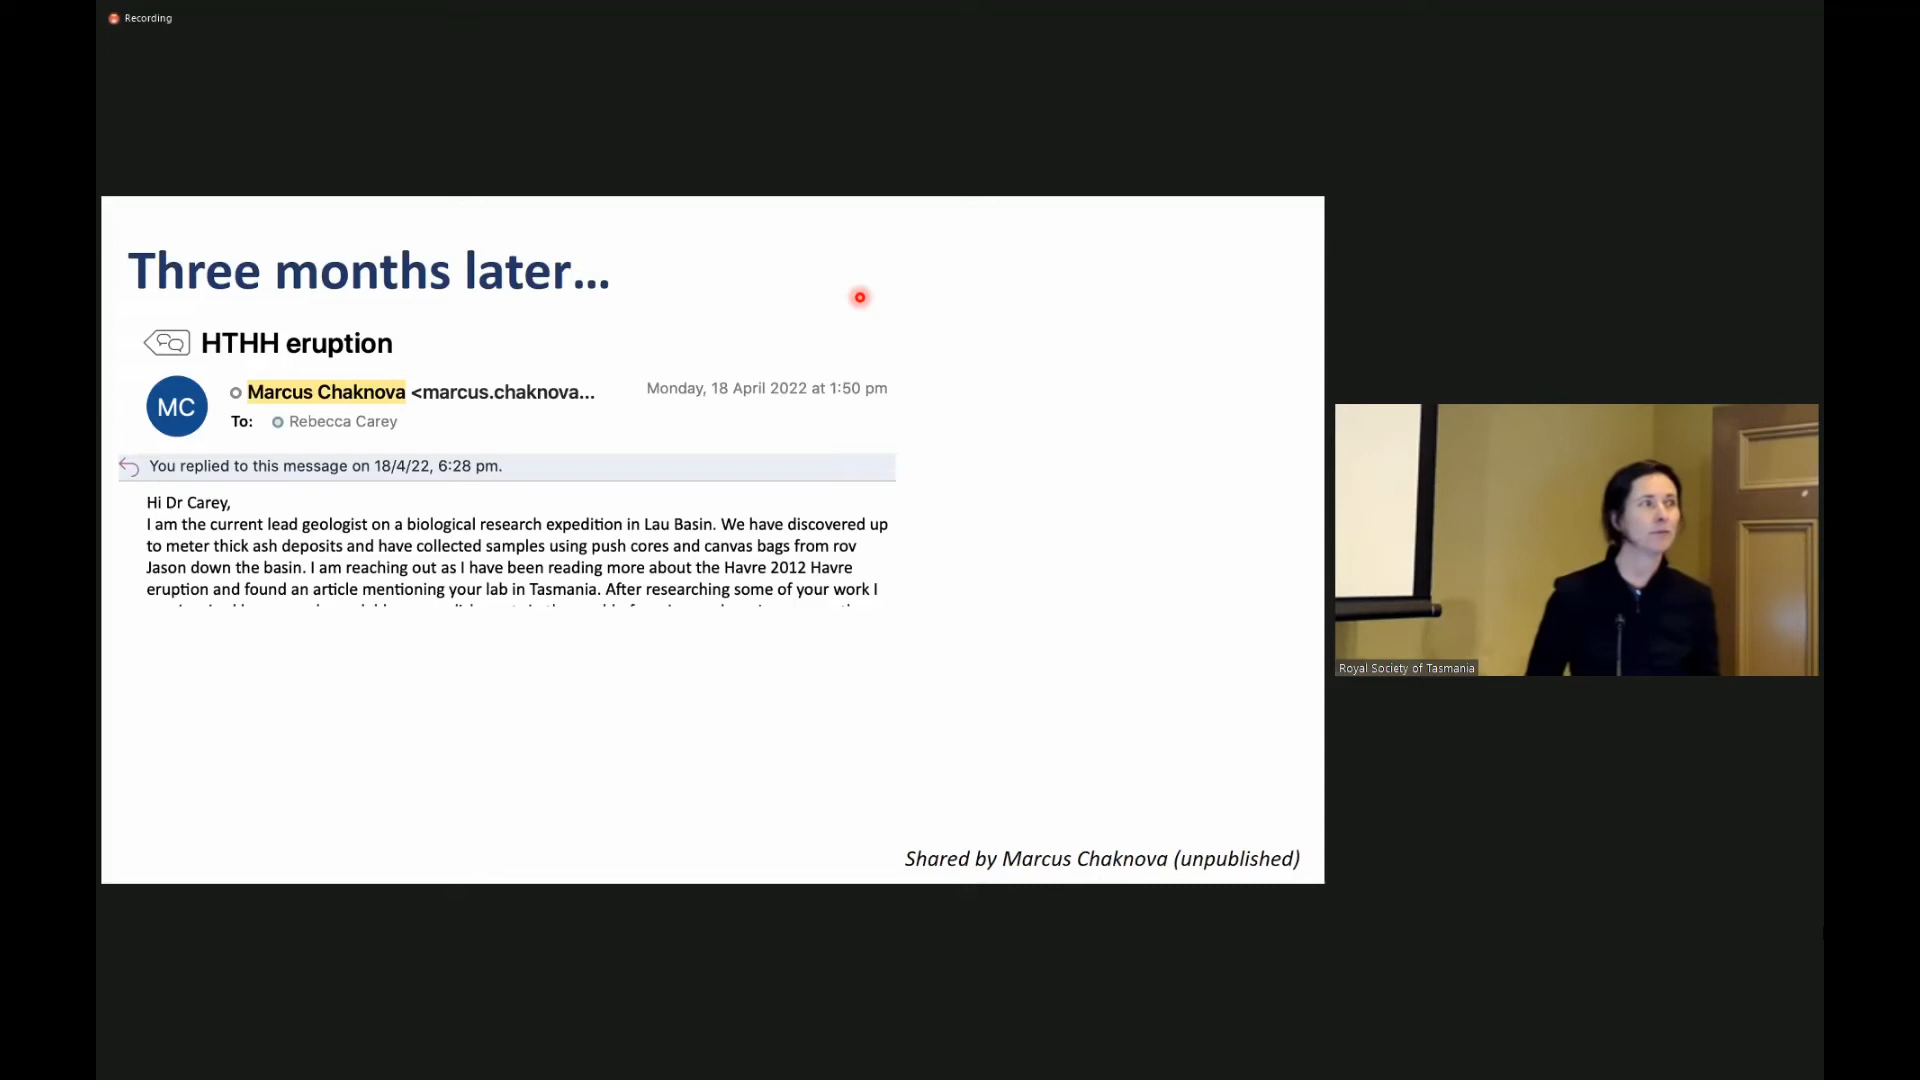 Recording
Three months later...
HTHH eruption
MC
Marcus Chaknova <marcus.chaknova...
Monday, 18 April 2022 at 1:50 pm
To: Rebecca Carey
You replied to this message on 18/4/22, 6:28 pm.
Hi Dr Carey,
I am the current lead geologist on a biological research expedition in Lau Basin. We have discovered up
to meter thick ash deposits and have collected samples using push cores and canvas bags from rov
Jason down the basin. I am reaching out as I have been reading more about the Havre 2012 Havre
eruption and found an article mentioning your lab in Tasmania. After researching some of your work I
Shared by Marcus Chaknova (unpublished)
Royal Society of Tasmania